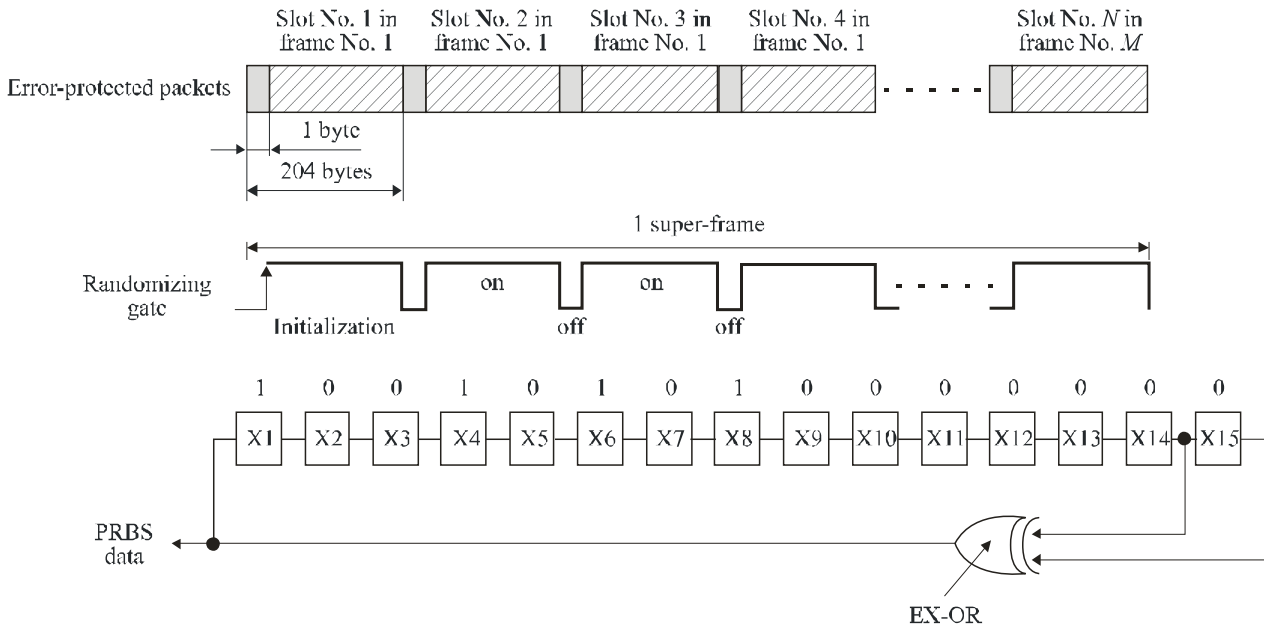 Slot No. 1 in
frame No. 1
Slot No. 2 in
frame No. 1
Slot No. 3 in
frame No. 1
Slot No. 4 in
frame No. 1
Slot No. N in
frame No. M
Error-protected packets
1 byte
204 bytes
1 super-frame
Randomizing
gate
Initialization
on
off
on
off
1 0 0 1 0 1 0 1 0 0 0 0 0 0 0
X1 X2 X3 X4 X5 X6 X7 X8 X9 X10 X11 X12 X13 X14 X15
PRBS
data
EX-OR